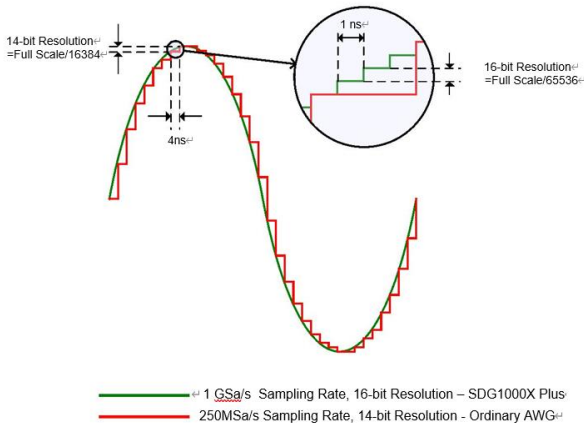 14-bit Resolution↵
=Full Scale/16384
1 ns↵
16-bit Resolution↵
=Full Scale/65536
4ns↵
↵ 1 GSa/s Sampling Rate, 16-bit Resolution – SDG1000X Plus↵
250MSa/s Sampling Rate, 14-bit Resolution - Ordinary AWG↵